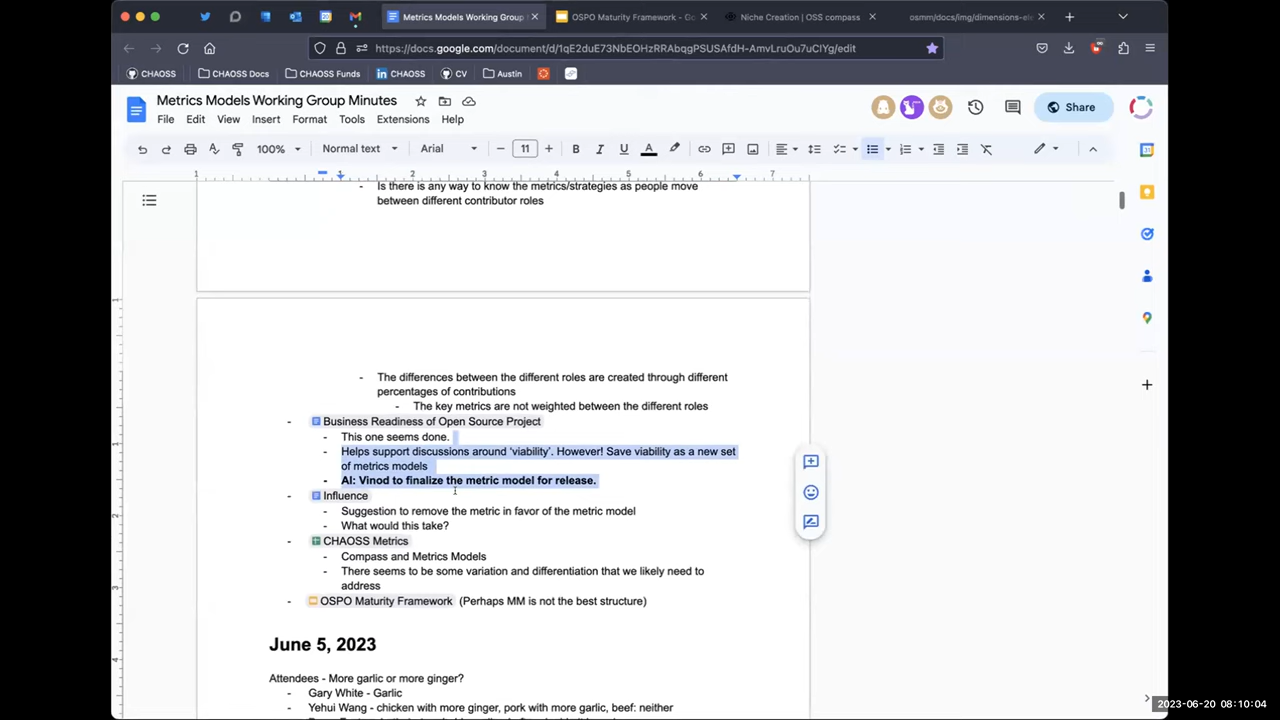 Metrics Models Working Group
OSPO Maturity Framework - Go
Niche Creation | OSS compass
osmm/docs/img/dimensions-ele
https://docs.google.com/document/d/1qE2duE73NbEOHzRRAbqgPSUSAfdH-AmvLruOu7uCIYg/edit
CHAOSS
CHAOSS Docs
CHAOSS Funds
CHAOSS
CV
Austin
Metrics Models Working Group Minutes
File Edit View Insert Format Tools Extensions Help
Share
100% Normal text Arial 11
1 1 2 3 4 5 6 7
- Is there is any way to know the metrics/strategies as people move
between different contributor roles
- The differences between the different roles are created through different
percentages of contributions
- The key metrics are not weighted between the different roles
- Business Readiness of Open Source Project
- This one seems done.
- Helps support discussions around 'viability'. However! Save viability as a new set
of metrics models
- AI: Vinod to finalize the metric model for release.
- Influence
- Suggestion to remove the metric in favor of the metric model
- What would this take?
- CHAOSS Metrics
- Compass and Metrics Models
- There seems to be some variation and differentiation that we likely need to
address
- OSPO Maturity Framework (Perhaps MM is not the best structure)
June 5, 2023
Attendees - More garlic or more ginger?
- Gary White - Garlic
- Yehui Wang - chicken with more ginger, pork with more garlic, beef: neither
2023-06-20 08:10:04